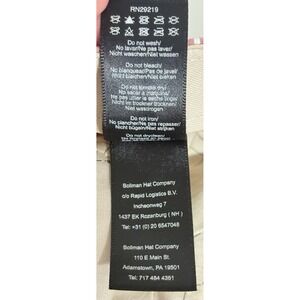 RN29219
Do not wash/
No lavar/Ne pas laver/
Nicht waschen/Niet wassen
Do not bleach/
No blanquear/Pas de javel/
Nicht bleichen/Niet bleken
Do not tumble dry/
No secar a maquina/
Ne pas utiliser le seche linge/
Nicht im trockner trocknen/
Niet
Do not iron/
No planchar/Ne pas repasser/
Nicht bügeln/Niet strijken
Do not dryclean/
Bollman Hat Company
c/o Rapid Logistics B.V.
Incheonweg 7
1437 EK Rozenburg ( NH )
Tel: +31 (0) 20 6547048
Bollman Hat Company
110 E Main St.
Adamstown, PA 19501
Tel: 717 484 4361